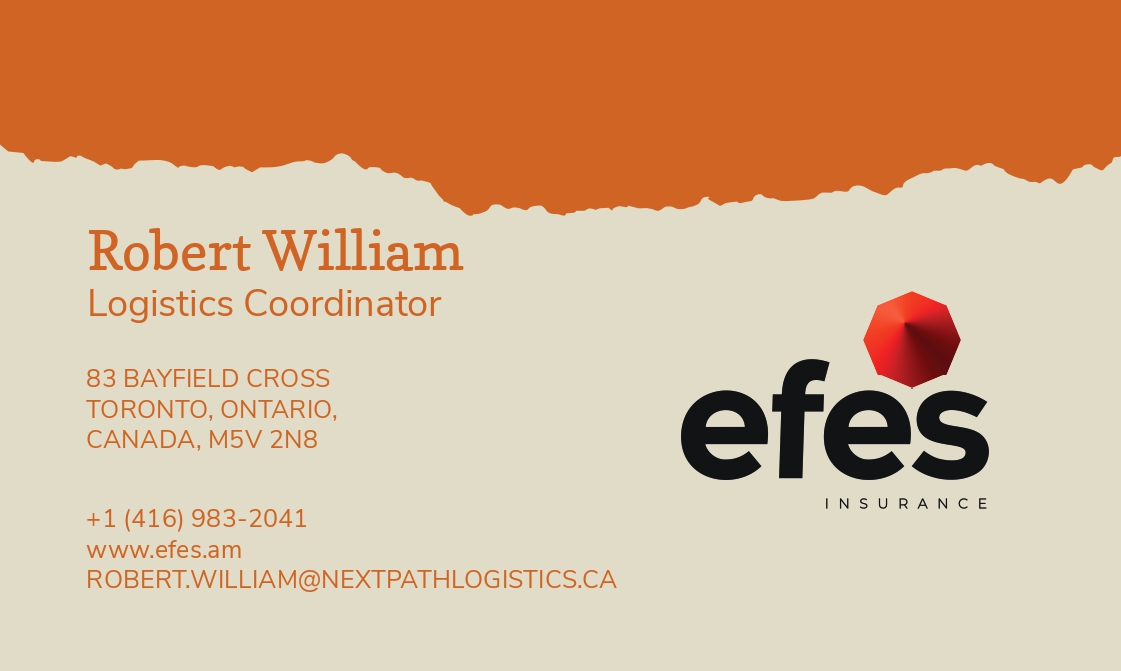 Robert William
Logistics Coordinator
83 BAYFIELD CROSS
TORONTO, ONTARIO,
CANADA, M5V 2N8
+1 (416) 983-2041
www.efes.am
ROBERT.WILLIAM@NEXTPATHLOGISTICS.CA
efes
INSURANCE